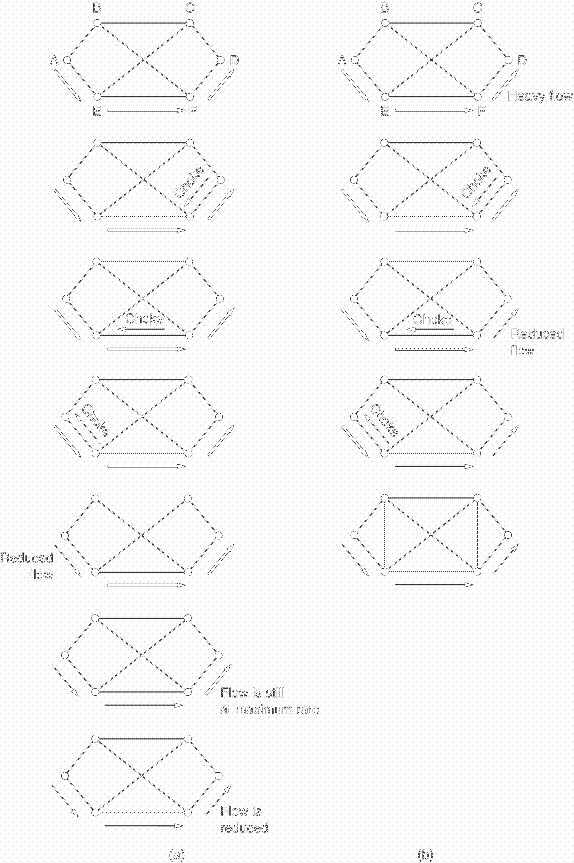 B C B C
A D A D
E F E F
Heavy flow
Choke Choke
Choke Choke
Reduced
flow
Choke Choke
Reduced
flow
Flow is still
at maximum rate
Flow is
reduced
(a) (b)